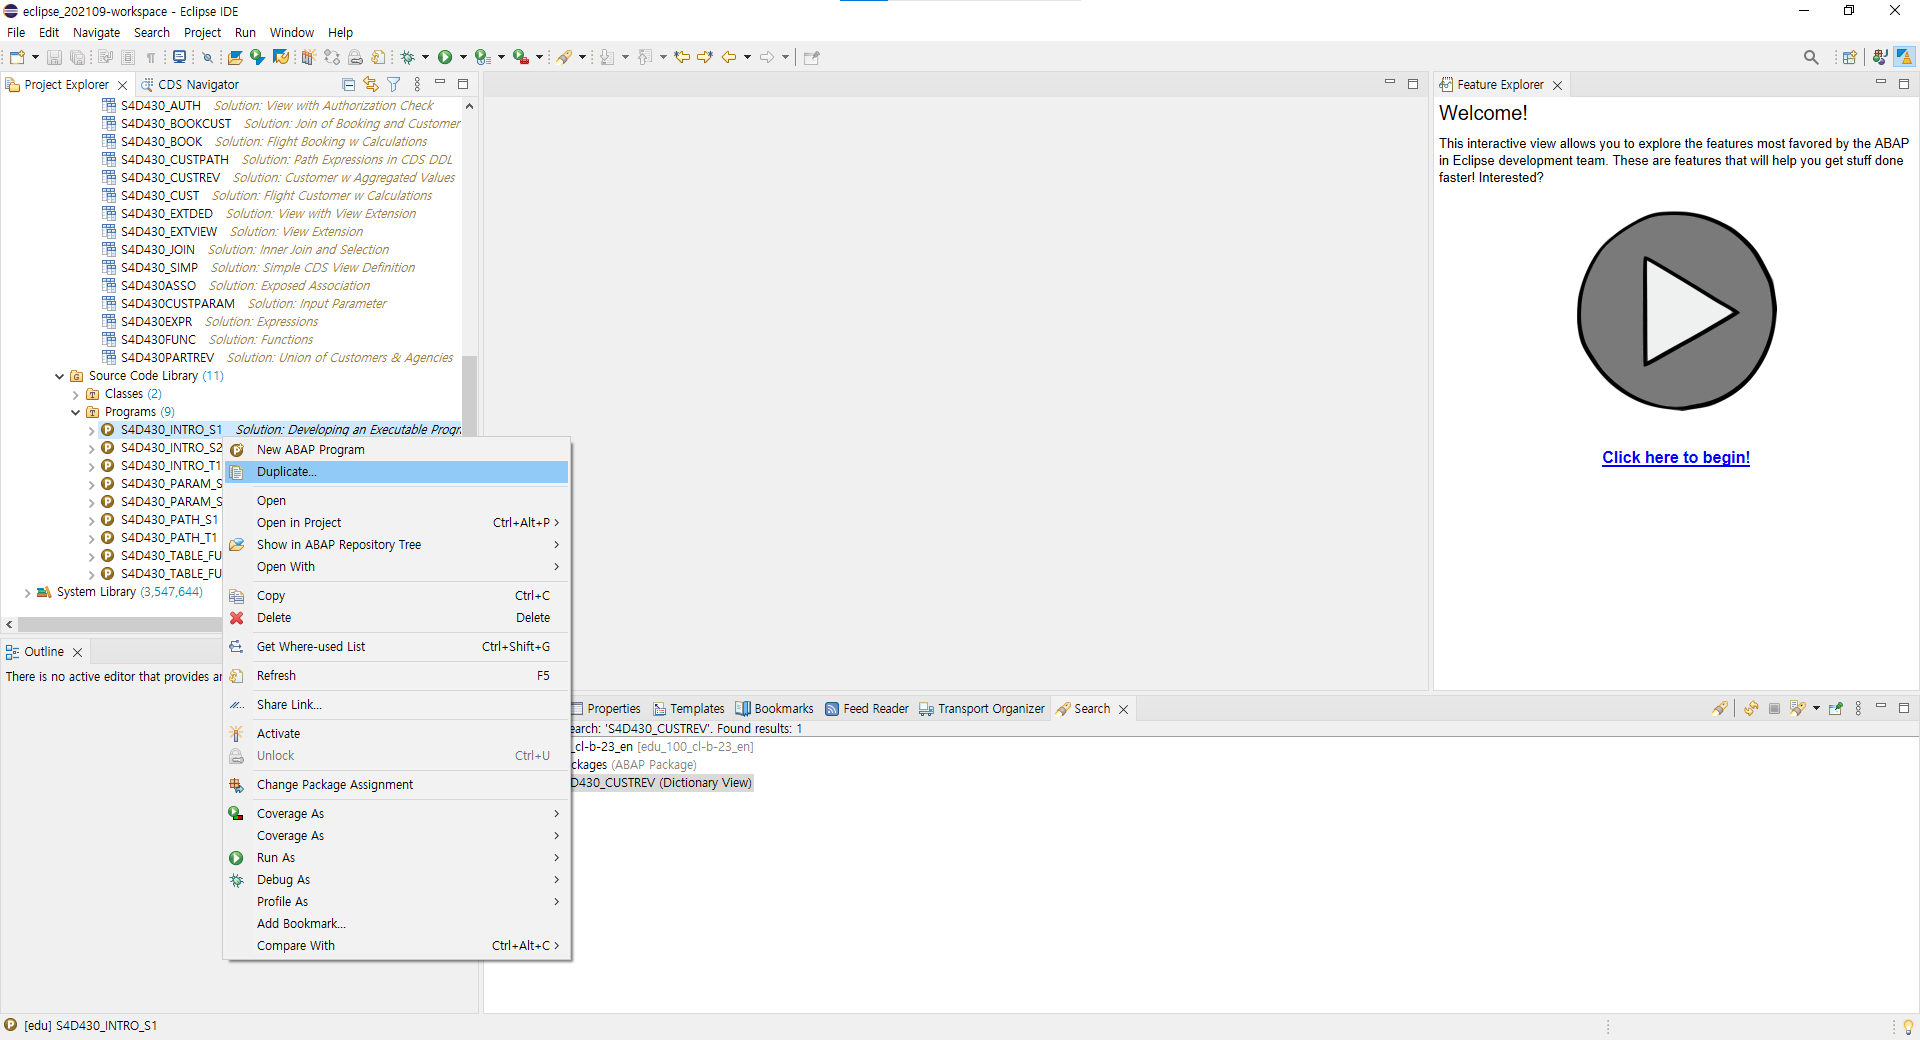 eclipse_202109-workspace - Eclipse IDE
File Edit Navigate Search Project Run Window Help
Project Explorer CDS Navigator
S4D430_AUTH Solution: View with Authorization Check
S4D430_BOOKCUST Solution: Join of Booking and Customer
S4D430_BOOK Solution: Flight Booking w Calculations
S4D430_CUSTPATH Solution: Path Expressions in CDS DDL
S4D430_CUSTREV Solution: Customer w Aggregated Values
S4D430_CUST Solution: Flight Customer w Calculations
S4D430_EXTDED Solution: View with View Extension
S4D430_EXTVIEW Solution: View Extension
S4D430_JOIN Solution: Inner Join and Selection
S4D430_SIMP Solution: Simple CDS View Definition
S4D430ASSO Solution: Exposed Association
S4D430CUSTPARAM Solution: Input Parameter
S4D430EXPR Solution: Expressions
S4D430FUNC Solution: Functions
S4D430PARTREV Solution: Union of Customers & Agencies
Source Code Library (11)
Classes (2)
Programs (9)
S4D430_INTRO_S1 Solution: Developing an Executable Progr
S4D430_INTRO_S2
S4D430_INTRO_T1
S4D430_PARAM_S
S4D430_PARAM_S
S4D430_PATH_S1
S4D430_PATH_T1
S4D430_TABLE_FU
S4D430_TABLE_FU
System Library (3,547,644)
New ABAP Program
Duplicate...
Open
Open in Project Ctrl+Alt+P
Show in ABAP Repository Tree
Open With
Copy Ctrl+C
Delete Delete
Get Where-used List Ctrl+Shift+G
Refresh F5
Share Link...
Activate
Unlock Ctrl+U
Change Package Assignment
Coverage As
Coverage As
Run As
Debug As
Profile As
Add Bookmark...
Compare With Ctrl+Alt+C
Outline
There is no active editor that provides ar
Feature Explorer
Welcome!
This interactive view allows you to explore the features most favored by the ABAP
in Eclipse development team. These are features that will help you get stuff done
faster! Interested?
Click here to begin!
Properties Templates Bookmarks Feed Reader Transport Organizer Search
earch: 'S4D430_CUSTREV'. Found results: 1
_cl-b-23_en [edu_100_cl-b-23_en]
ckages (ABAP Package)
D430_CUSTREV (Dictionary View)
[edu] S4D430_INTRO_S1